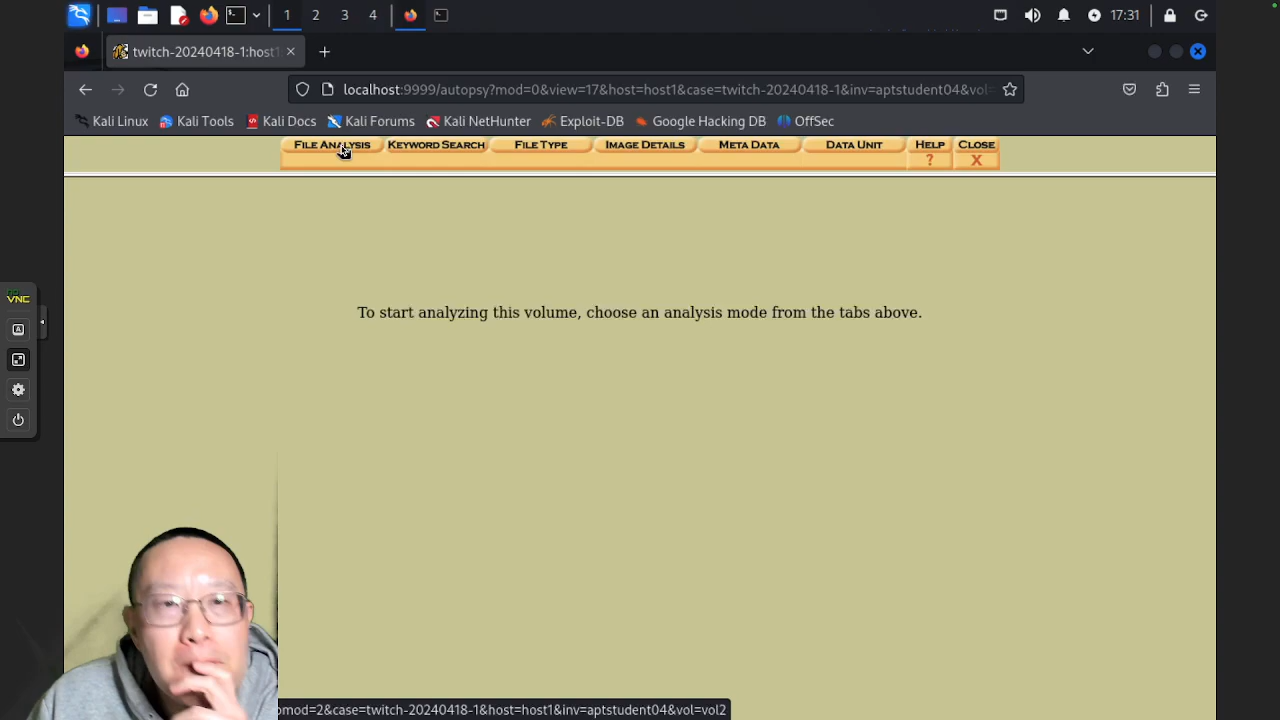 1
2
3
4
17:31
twitch-20240418-1:host1
localhost:9999/autopsy?mod=0&view=17&host=host1&case=twitch-20240418-1&inv=aptstudent04&vol=
Kali Linux
Kali Tools
Kali Docs
Kali Forums
Kali NetHunter
Exploit-DB
Google Hacking DB
OffSec
FILE ANALYSIS
KEYWORD SEARCH
FILE TYPE
IMAGE DETAILS
META DATA
DATA UNIT
HELP
CLOSE
?
X
To start analyzing this volume, choose an analysis mode from the tabs above.
no
VNC
A
omod=2&case=twitch-20240418-1&host=host1&inv=aptstudent04&vol=vol2